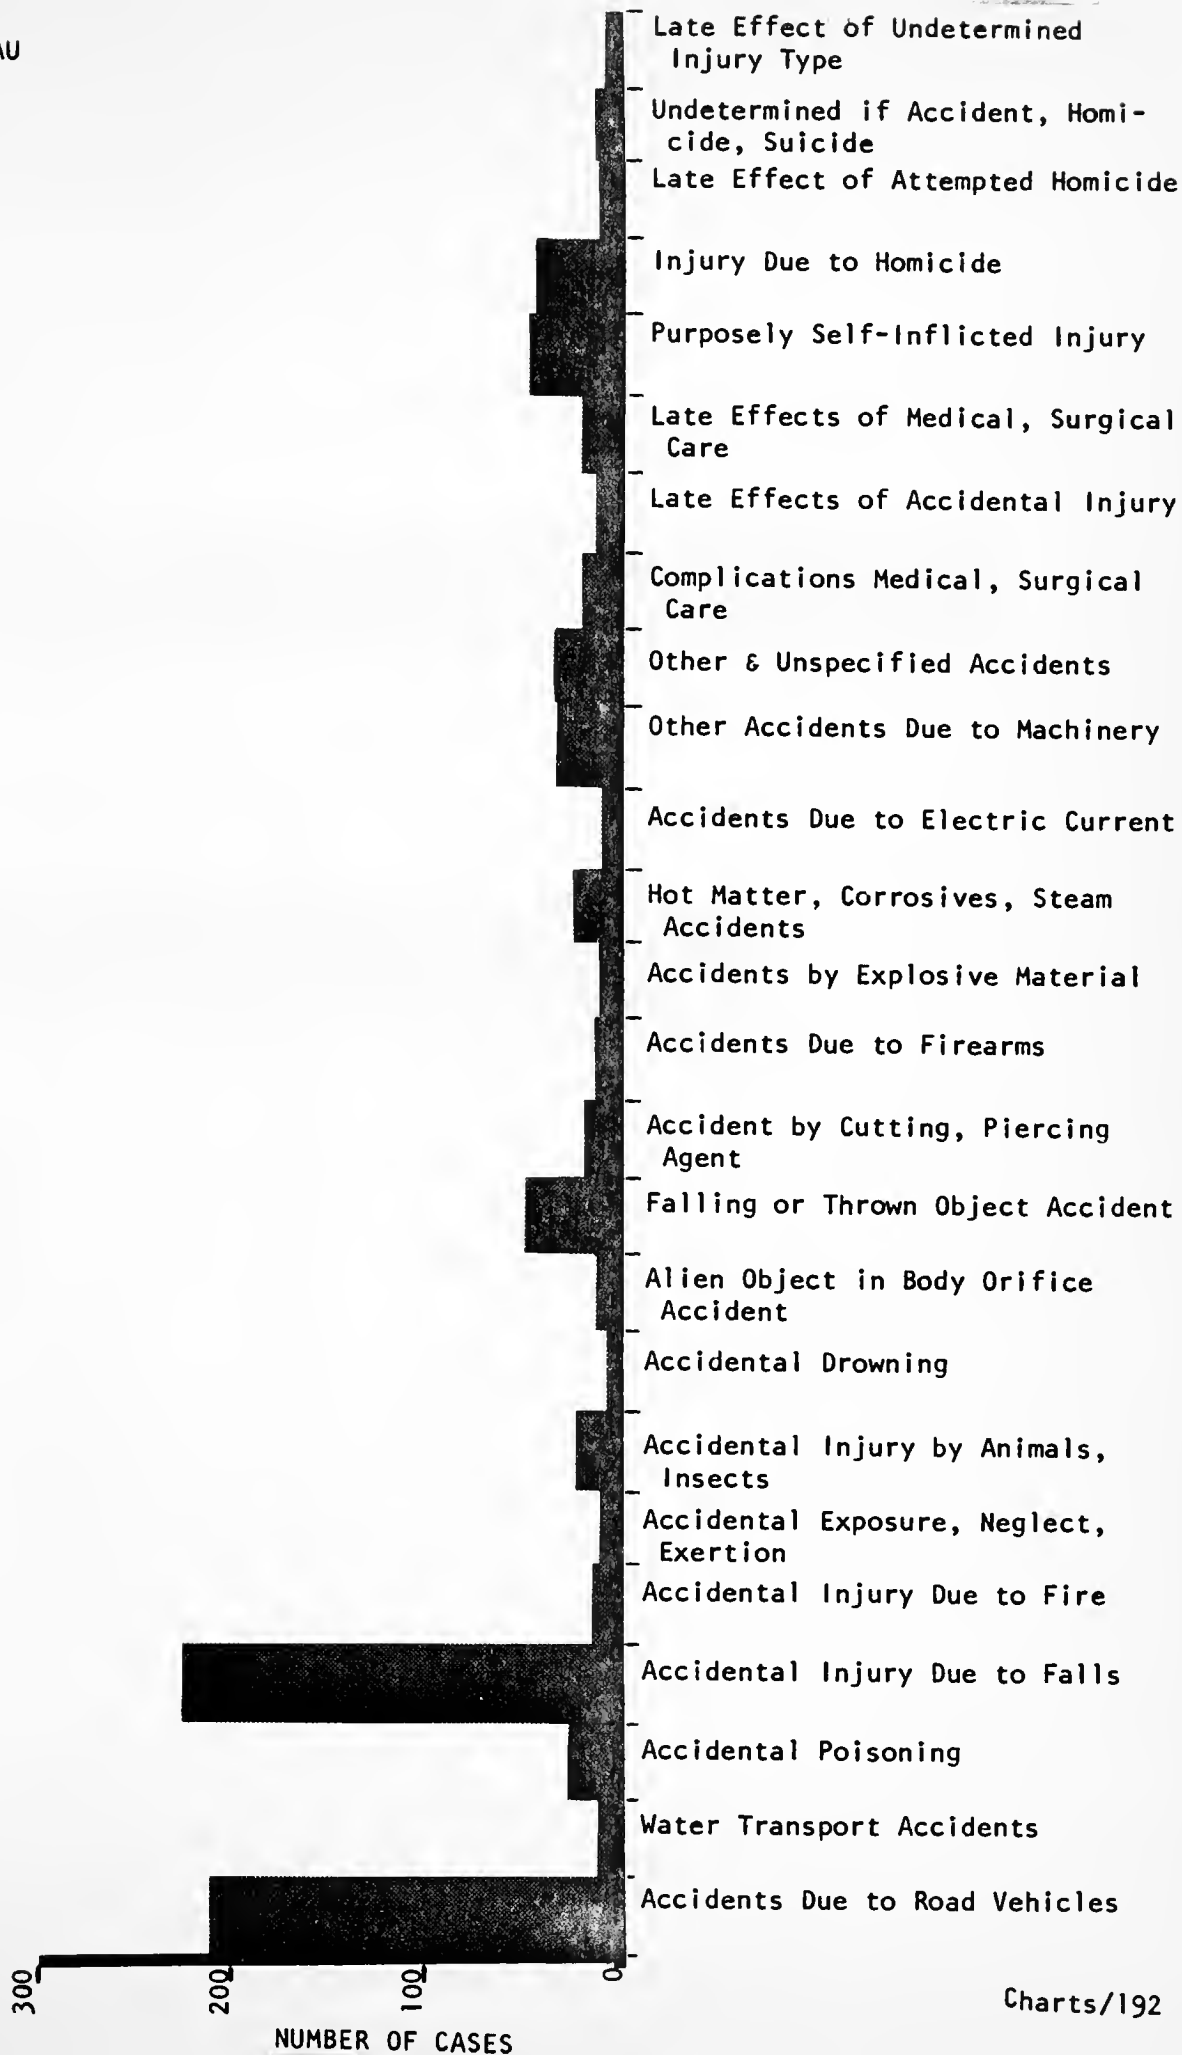 AU
Late Effect of Undetermined
Injury Type
Undetermined if Accident, Homi-
cide, Suicide
Late Effect of Attempted Homicide
Injury Due to Homicide
Purposely Self-Inflicted Injury
Late Effects of Medical, Surgical
Care
Late Effects of Accidental Injury
Complications Medical, Surgical
Care
Other & Unspecified Accidents
Other Accidents Due to Machinery
Accidents Due to Electric Current
Hot Matter, Corrosives, Steam
Accidents
Accidents by Explosive Material
Accidents Due to Firearms
Accident by Cutting, Piercing
Agent
Falling or Thrown Object Accident
Alien Object in Body Orifice
Accident
Accidental Drowning
Accidental Injury by Animals,
Insects
Accidental Exposure, Neglect,
Exertion
Accidental Injury Due to Fire
Accidental Injury Due to Falls
Accidental Poisoning
Water Transport Accidents
Accidents Due to Road Vehicles
300
200
100
0
NUMBER OF CASES
Charts/192